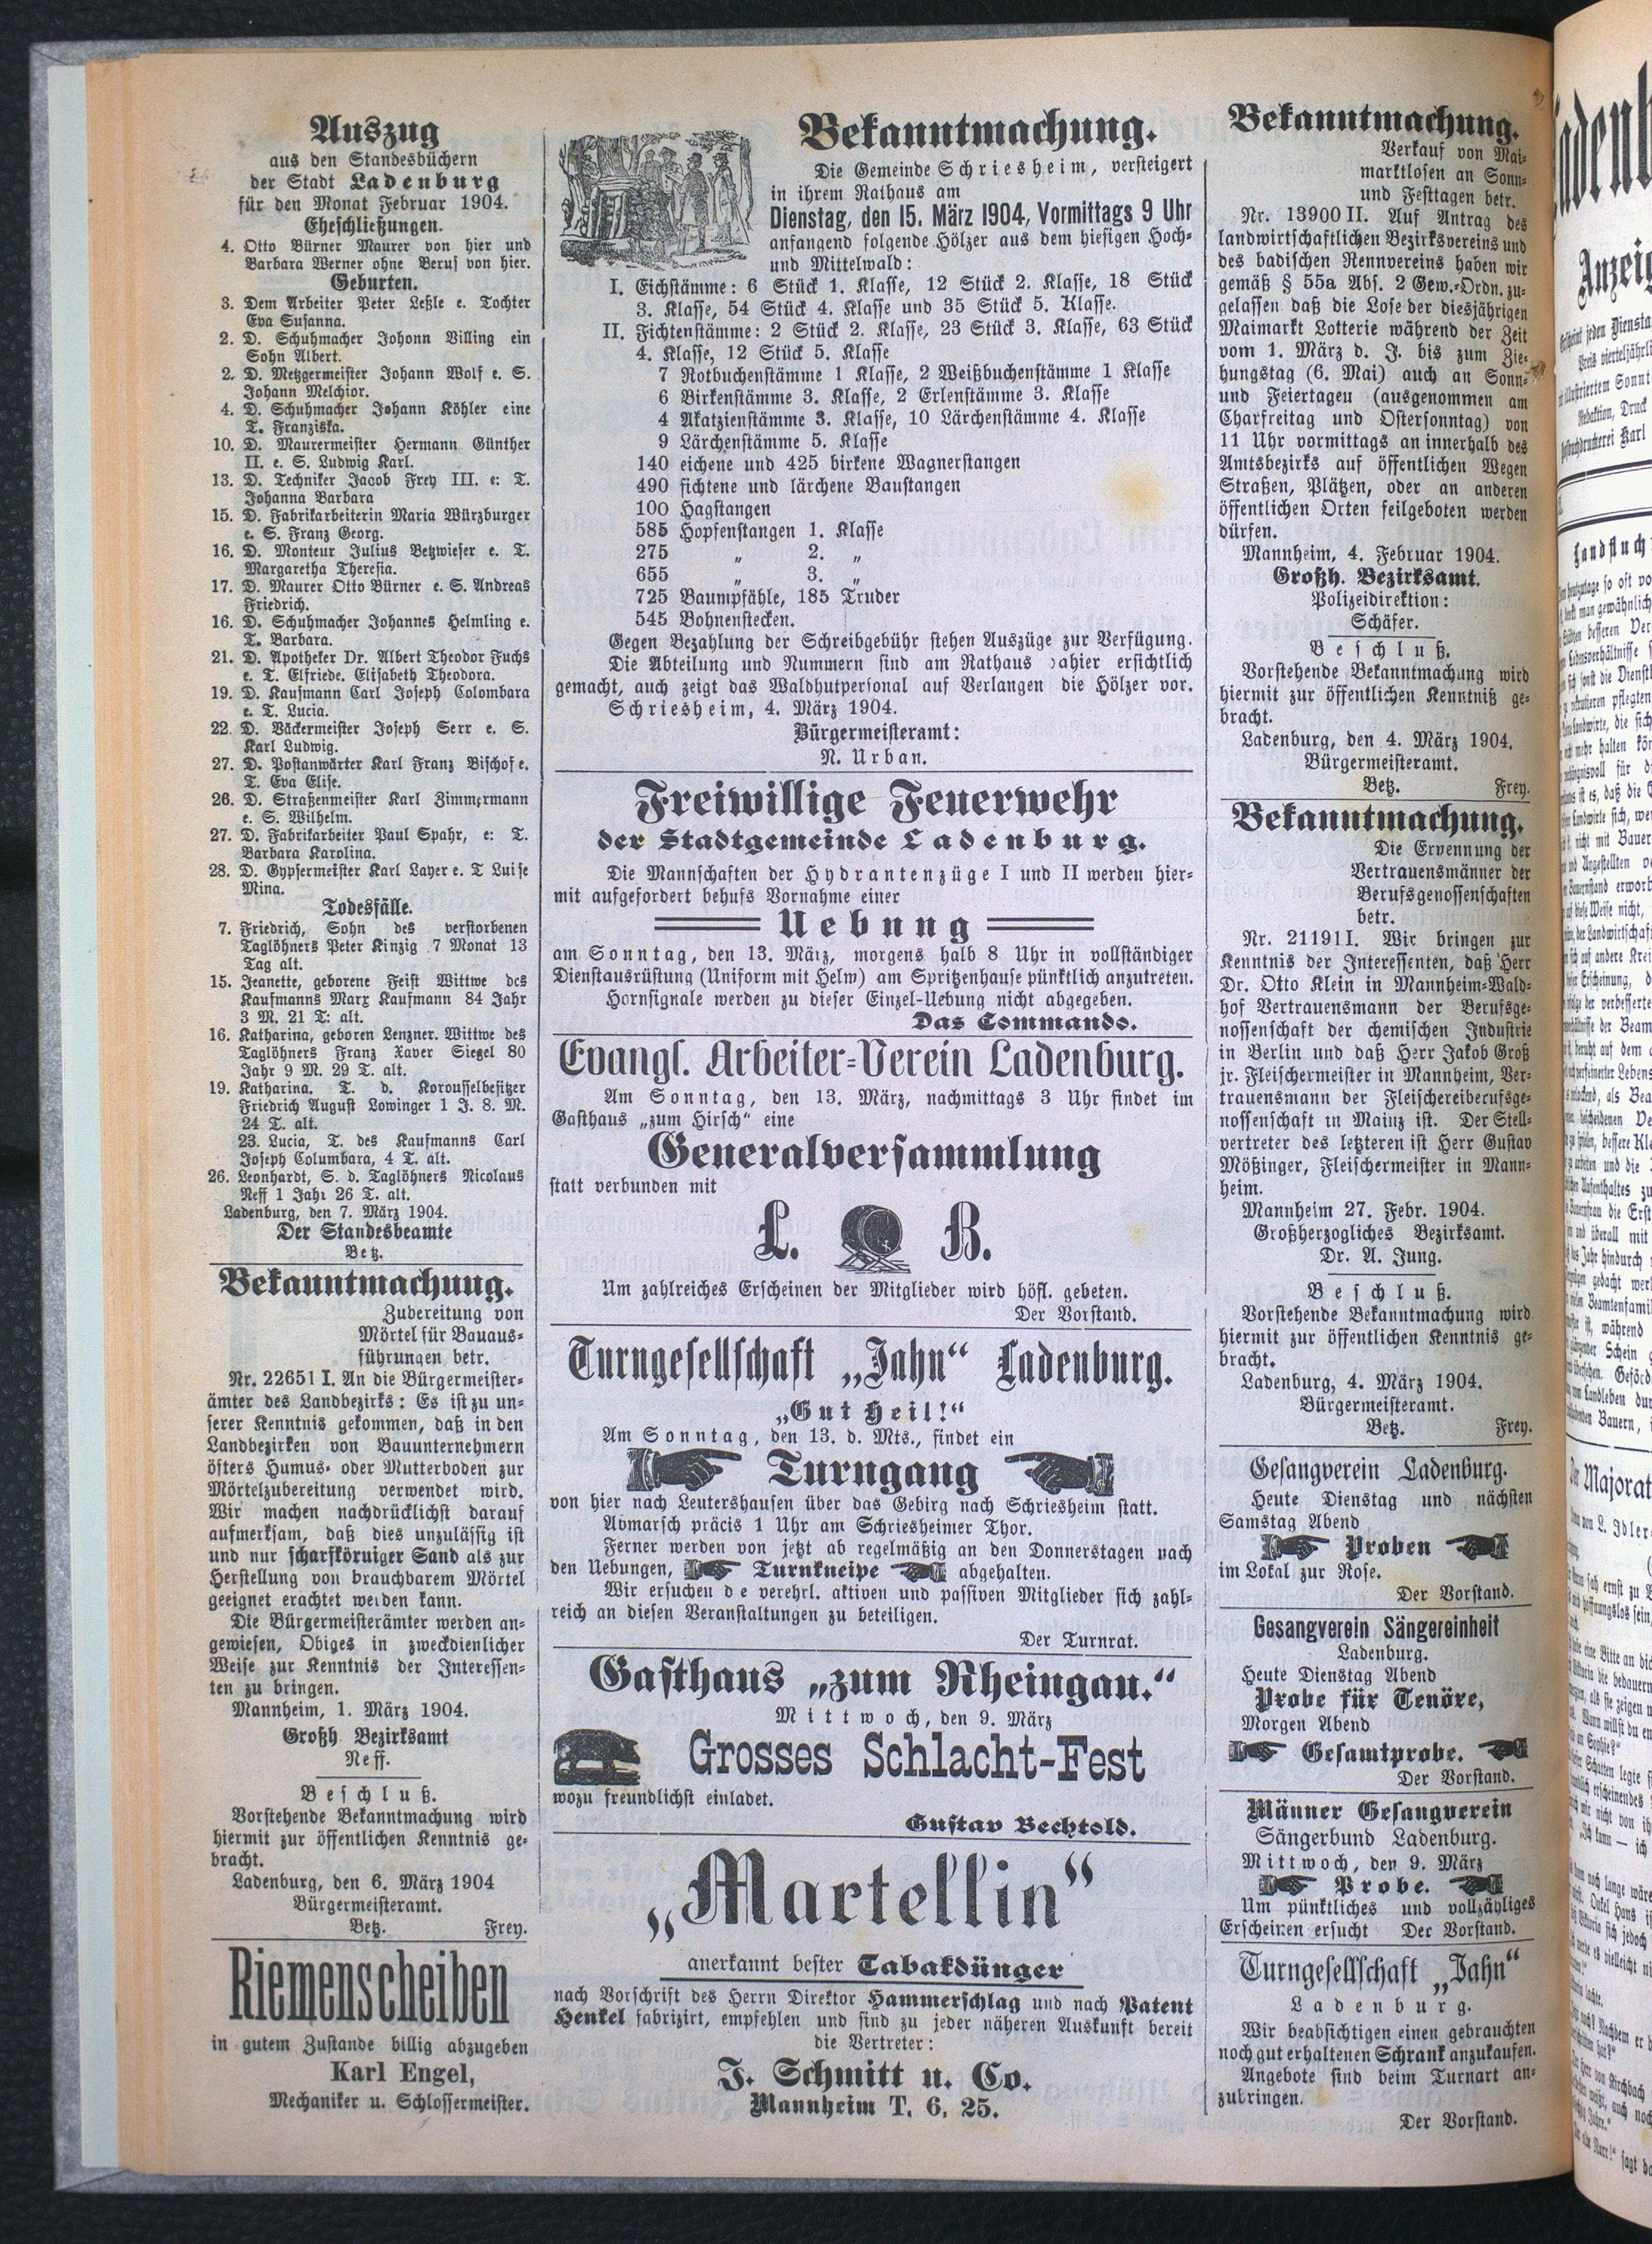 Auszug
aus den Standesbüchern
der Stadt Ladenburg
für den Monat Februar 1904.
Eheschließungen.
4. Otto Bürner Maurer von hier und
Barbara Werner ohne Beruf von hier.
Geburten.
3. Dem Arbeiter Peter Leßle e. Tochter
Eva Susanna.
2. D. Schuhmacher Johonn Billing ein
Sohn Albert.
2. D. Metzgermeister Johann Wolf e. S.
Johann Melchior.
4. D. Schuhmacher Johann Köhler eine
T. Franziska.
10. D. Maurermeister Hermann Günther
II. e. S. Ludwig Karl.
13. D. Techniker Jacob Frey III. e: T.
Johanna Barbara
15. D. Fabrikarbeiterin Maria Würzburger
e. S. Franz Georg.
16. D. Monteur Julius Betzwieser e. T.
Margaretha Theresia.
17. D. Maurer Otto Bürner e. S. Andreas
Friedrich.
16. D. Schuhmacher Johannes Helmling e.
T. Barbara.
21. D. Apotheker Dr. Albert Theodor Fuchs
e. T. Elfriede. Elisabeth Theodora.
19. D. Kaufmann Carl Joseph Colombara
e. T. Lucia.
22. D. Bäckermeister Joseph Serr e. S.
Karl Ludwig.
27. D. Postanwärter Karl Franz Bischof e.
T. Eva Elise.
26. D. Straßenmeister Karl Zimmermann
e. S. Wilhelm.
27. D. Fabrikarbeiter Paul Spahr, e: T.
Barbara Karolina.
28. D. Gypsermeister Karl Layer e. T Luise
Mina.
Todesfälle.
7. Friedrich, Sohn des verstorbenen
Taglöhners Peter Kinzig 7 Monat 13
Tag alt.
15. Jeanette, geborene Feist Wittwe des
Kaufmanns Marx Kaufmann 84 Jahr
3 M. 21 T: alt.
16. Katharina, geboren Lenzner. Wittwe des
Taglöhners Franz Xaver Siegel 80
Jahr 9 M. 29 T. alt.
19. Katharina. T. d. Korousselbesitzer
Friedrich August Lowinger 1 J. 8. M.
24 T. alt.
23. Lucia, T. des Kaufmanns Carl
Joseph Columbara, 4 T. alt.
26. Leonhardt, S. d. Taglöhners Nicolaus
Neff 1 Jahr 26 T. alt.
Ladenburg, den 7. März 1904.
Der Standesbeamte
Betz.
Bekanntmachung.
Zubereitung von
Mörtel für Bauaus-
führungen betr.
Nr. 22651 I. An die Bürgermeister-
ämter des Landbezirks: Es ist zu un-
serer Kenntnis gekommen, daß in den
Landbezirken von Bauunternehmern
öfters Humus- oder Mutterboden zur
Mörtelzubereitung verwendet wird.
Wir machen nachdrücklichst darauf
aufmerksam, daß dies unzulässig ist
und nur scharfkörniger Sand als zur
Herstellung von brauchbarem Mörtel
geeignet erachtet werden kann.
Die Bürgermeisterämter werden an-
gewiesen, Obiges in zweckdienlicher
Weise zur Kenntnis der Interessen-
ten zu bringen.
Mannheim, 1. März 1904.
Großh Bezirksamt
Neff.
Beschluß.
Vorstehende Bekanntmachung wird
hiermit zur öffentlichen Kenntnis ge-
bracht.
Ladenburg, den 6. März 1904
Bürgermeisteramt.
Betz. Frey.
Riemenscheiben
in gutem Zustande billig abzugeben
Karl Engel,
Mechaniker u. Schlossermeister.
Bekanntmachung.
Die Gemeinde Schriesheim, versteigert
in ihrem Rathaus am
Dienstag, den 15. März 1904, Vormittags 9 Uhr
anfangend folgende Hölzer aus dem hiesigen Hoch-
und Mittelwald:
I. Eichstämme: 6 Stück 1. Klasse, 12 Stück 2. Klasse, 18 Stück
3. Klasse, 54 Stück 4. Klasse und 35 Stück 5. Klasse.
II. Fichtenstämme: 2 Stück 2. Klasse, 23 Stück 3. Klasse, 63 Stück
4. Klasse, 12 Stück 5. Klasse
7 Rotbuchenstämme 1 Klasse, 2 Weißbuchenstämme 1 Klasse
6 Birkenstämme 3. Klasse, 2 Erlenstämme 3. Klasse
4 Akatzienstämme 3. Klasse, 10 Lärchenstämme 4. Klasse
9 Lärchenstämme 5. Klasse
140 eichene und 425 birkene Wagnerstangen
490 fichtene und lärchene Baustangen
100 Hagstangen
585 Hopfenstangen 1. Klasse
275 „ 2. „
655 „ 3. „
725 Baumpfähle, 185 Truder
545 Bohnenstecken.
Gegen Bezahlung der Schreibgebühr stehen Auszüge zur Verfügung.
Die Abteilung und Nummern sind am Rathaus dahier ersichtlich
gemacht, auch zeigt das Waldhutpersonal auf Verlangen die Hölzer vor.
Schriesheim, 4. März 1904.
Bürgermeisteramt:
N. Urban.
Freiwillige Feuerwehr
der Stadtgemeinde Ladenburg.
Die Mannschaften der Hydrantenzüge I und II werden hier-
mit aufgefordert behufs Vornahme einer
Uebung
am Sonntag, den 13. März, morgens halb 8 Uhr in vollständiger
Dienstausrüstung (Uniform mit Helm) am Spritzenhause pünktlich anzutreten.
Hornsignale werden zu dieser Einzel-Uebung nicht abgegeben.
Das Commando.
Evangl. Arbeiter-Verein Ladenburg.
Am Sonntag, den 13. März, nachmittags 3 Uhr findet im
Gasthaus „zum Hirsch“ eine
Generalversammlung
statt verbunden mit
L. B.
Um zahlreiches Erscheinen der Mitglieder wird höfl. gebeten.
Der Vorstand.
Turngesellschaft „Jahn“ Ladenburg.
„Gut Heil!“
Am Sonntag, den 13. d. Mts., findet ein
Turngang
von hier nach Leutershausen über das Gebirg nach Schriesheim statt.
Abmarsch präcis 1 Uhr am Schriesheimer Thor.
Ferner werden von jetzt ab regelmäßig an den Donnerstagen nach
den Uebungen, Turnkneipe abgehalten.
Wir ersuchen d e verehrl. aktiven und passiven Mitglieder sich zahl-
reich an diesen Veranstaltungen zu beteiligen.
Der Turnrat.
Gasthaus „zum Rheingau.“
Mittwoch, den 9. März
Grosses Schlacht-Fest
wozu freundlichst einladet.
Gustav Bechtold.
„Martellin“
anerkannt bester Tabakdünger
nach Vorschrift des Herrn Direktor Hammerschlag und nach Patent
Henkel fabrizirt, empfehlen und sind zu jeder näheren Auskunft bereit
die Vertreter:
J. Schmitt u. Co.
Mannheim T. 6, 25.
Bekanntmachung.
Verkauf von Mai-
marktlosen an Sonn-
und Festtagen betr.
Nr. 13900 II. Auf Antrag des
landwirtschaftlichen Bezirksvereins und
des badischen Rennvereins haben wir
gemäß § 55a Abs. 2 Gew.-Ordn. zu-
gelassen daß die Lose der diesjährigen
Maimarkt Lotterie während der Zeit
vom 1. März d. J. bis zum Zie-
hungstag (6. Mai) auch an Sonn-
und Feiertagen (ausgenommen am
Charfreitag und Ostersonntag) von
11 Uhr vormittags an innerhalb des
Amtsbezirks auf öffentlichen Wegen
Straßen, Plätzen, oder an anderen
öffentlichen Orten feilgeboten werden
dürfen.
Mannheim, 4. Februar 1904.
Großh. Bezirksamt.
Polizeidirektion:
Schäfer.
Beschluß.
Vorstehende Bekanntmachung wird
hiermit zur öffentlichen Kenntniß ge-
bracht.
Ladenburg, den 4. März 1904.
Bürgermeisteramt.
Betz. Frey.
Bekanntmachung.
Die Ernennung der
Vertrauensmänner der
Berufsgenossenschaften
betr.
Nr. 21191I. Wir bringen zur
Kenntnis der Interessenten, daß Herr
Dr. Otto Klein in Mannheim-Wald-
hof Vertrauensmann der Berufsge-
nossenschaft der chemischen Industrie
in Berlin und daß Herr Jakob Groß
jr. Fleischermeister in Mannheim, Ver-
trauensmann der Fleischereiberufsge-
nossenschaft in Mainz ist. Der Stell-
vertreter des letzteren ist Herr Gustav
Mößinger, Fleischermeister in Mann-
heim.
Mannheim 27. Febr. 1904.
Großherzogliches Bezirksamt.
Dr. A. Jung.
Beschluß.
Vorstehende Bekanntmachung wird
hiermit zur öffentlichen Kenntnis ge-
bracht.
Ladenburg, 4. März 1904.
Bürgermeisteramt.
Betz. Frey.
Gesangverein Ladenburg.
Heute Dienstag und nächsten
Samstag Abend
Proben
im Lokal zur Rose.
Der Vorstand.
Gesangverein Sängereinheit
Ladenburg.
Heute Dienstag Abend
Probe für Tenöre,
Morgen Abend
Gesamtprobe.
Der Vorstand.
Männer Gesangverein
Sängerbund Ladenburg.
Mittwoch, den 9. März
Probe.
Um pünktliches und vollzähliges
Erscheinen ersucht Der Vorstand.
Turngesellschaft „Jahn“
Ladenburg.
Wir beabsichtigen einen gebrauchten
noch gut erhaltenen Schrank anzukaufen.
Angebote sind beim Turnart an-
zubringen.
Der Vorstand.